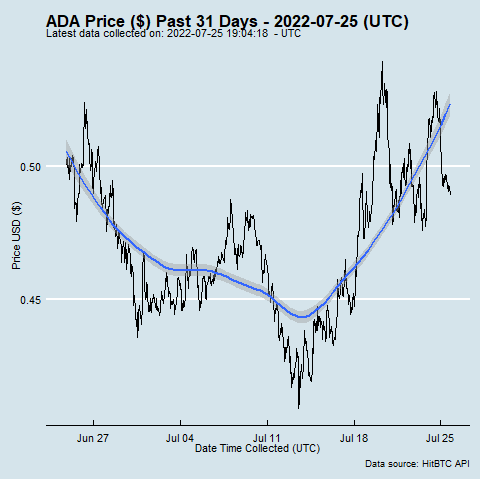 ADA Price ($) Past 31 Days - 2022-07-25 (UTC)
Latest data collected on: 2022-07-25 19:04:18  - UTC
0.50
Price USD ($)
0.45
Jun 27 Jul 04 Jul 11 Jul 18 Jul 25
Date Time Collected (UTC)
Data source: HitBTC API